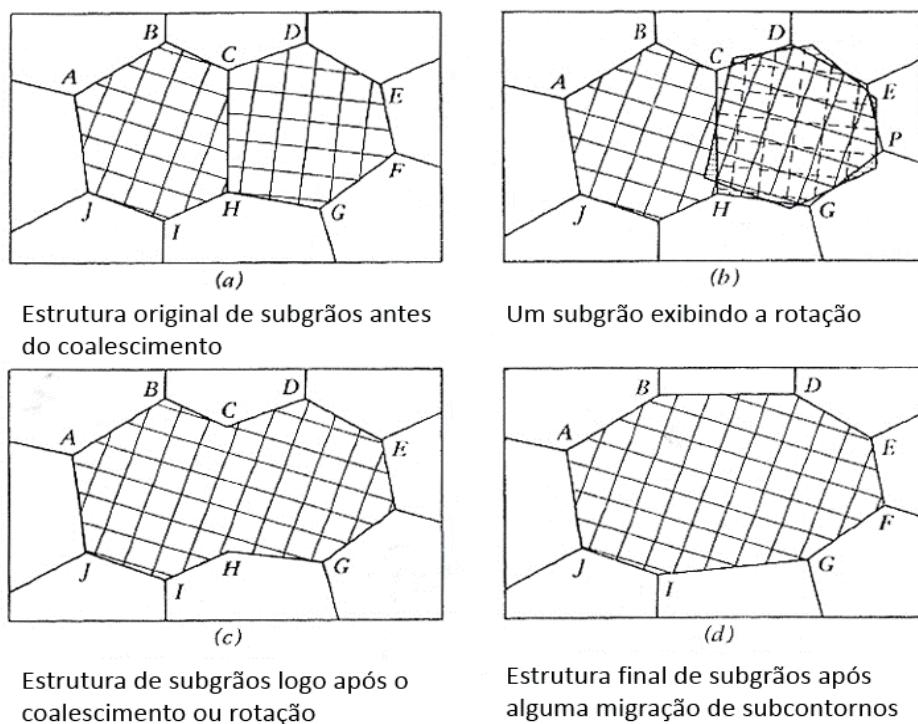 B
D
C
A
E
F
J
H
G
I
(a)
Estrutura original de subgrãos antes
do coalescimento
B
D
C
A
E
P
J
H
G
I
(b)
Um subgrão exibindo a rotação
B
D
C
A
E
J
H
G
I
(c)
Estrutura de subgrãos logo após o
coalescimento ou rotação
B
D
A
E
F
J
G
I
(d)
Estrutura final de subgrãos após
alguma migração de subcontornos